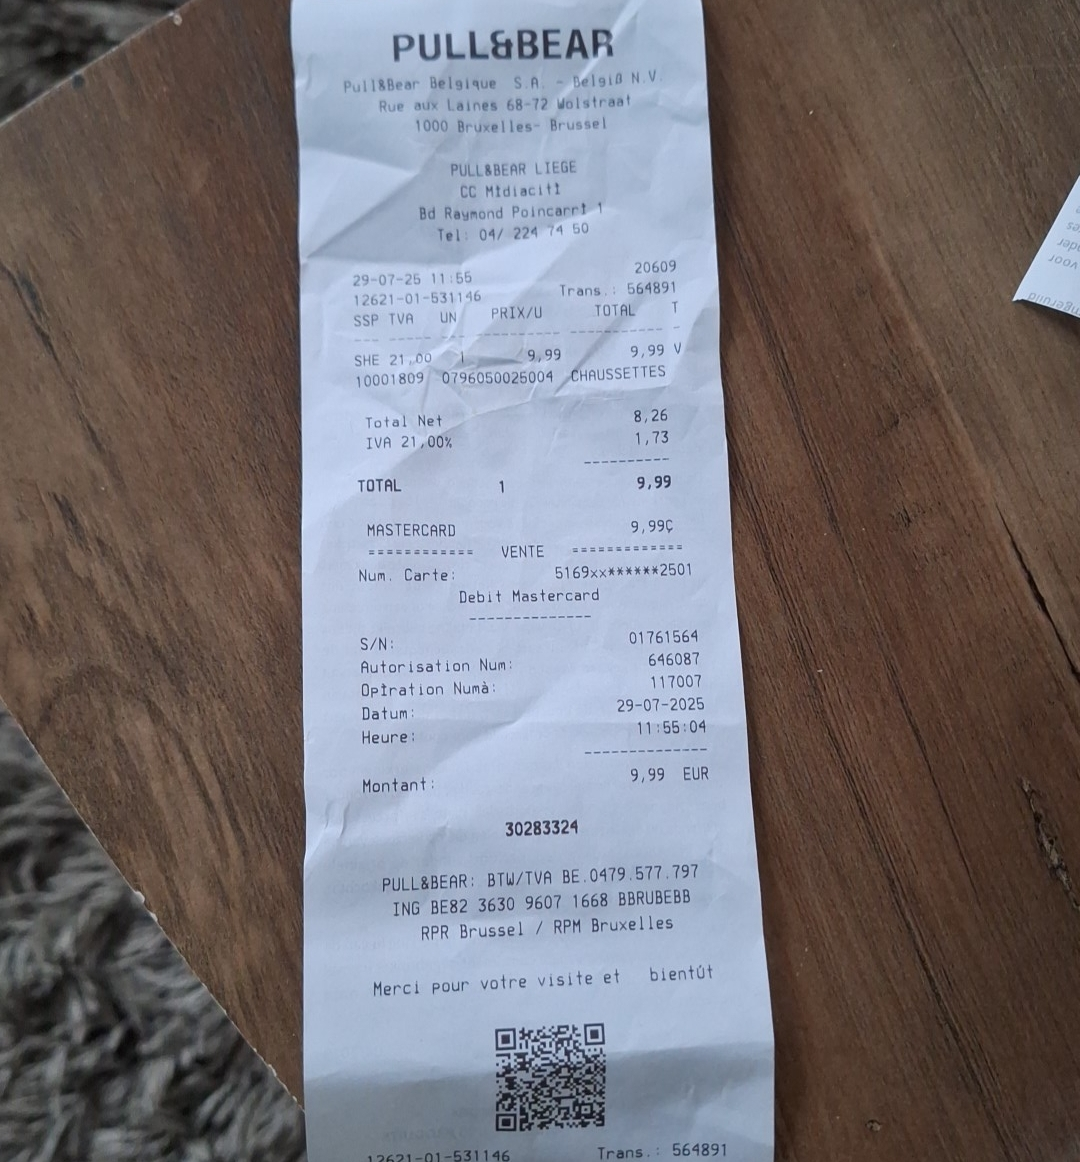 PULL&BEAR
Pull&Bear Belgique S.A. - Belgiß N.V.
Rue aux Laines 68-72 Wolstraat
1000 Bruxelles- Brussel
PULL&BEAR LIEGE
CC Mtdiacitt
Bd Raymond Poincarrt 1
Tel: 04/ 224 74 50
29-07-25 11:55 20609
12621-01-531146 Trans.: 564891
SSP TVA UN PRIX/U TOTAL T
--- ----- --- --------- ----------- -
SHE 21,00 1 9,99 9,99 V
10001809 0796050025004 CHAUSSETTES
Total Net 8,26
IVA 21,00% 1,73
----------
TOTAL 1 9,99
MASTERCARD 9,99Ç
============ VENTE =============
Num. Carte: 5169xx******2501
Debit Mastercard
--------------
S/N: 01761564
Autorisation Num: 646087
Optration Numà: 117007
Datum: 29-07-2025
Heure: 11:55:04
--------------
Montant: 9,99 EUR
30283324
PULL&BEAR: BTW/TVA BE.0479.577.797
ING BE82 3630 9607 1668 BBRUBEBB
RPR Brussel / RPM Bruxelles
Merci pour votre visite et bientút
12621-01-531146 Trans.: 564891
voor